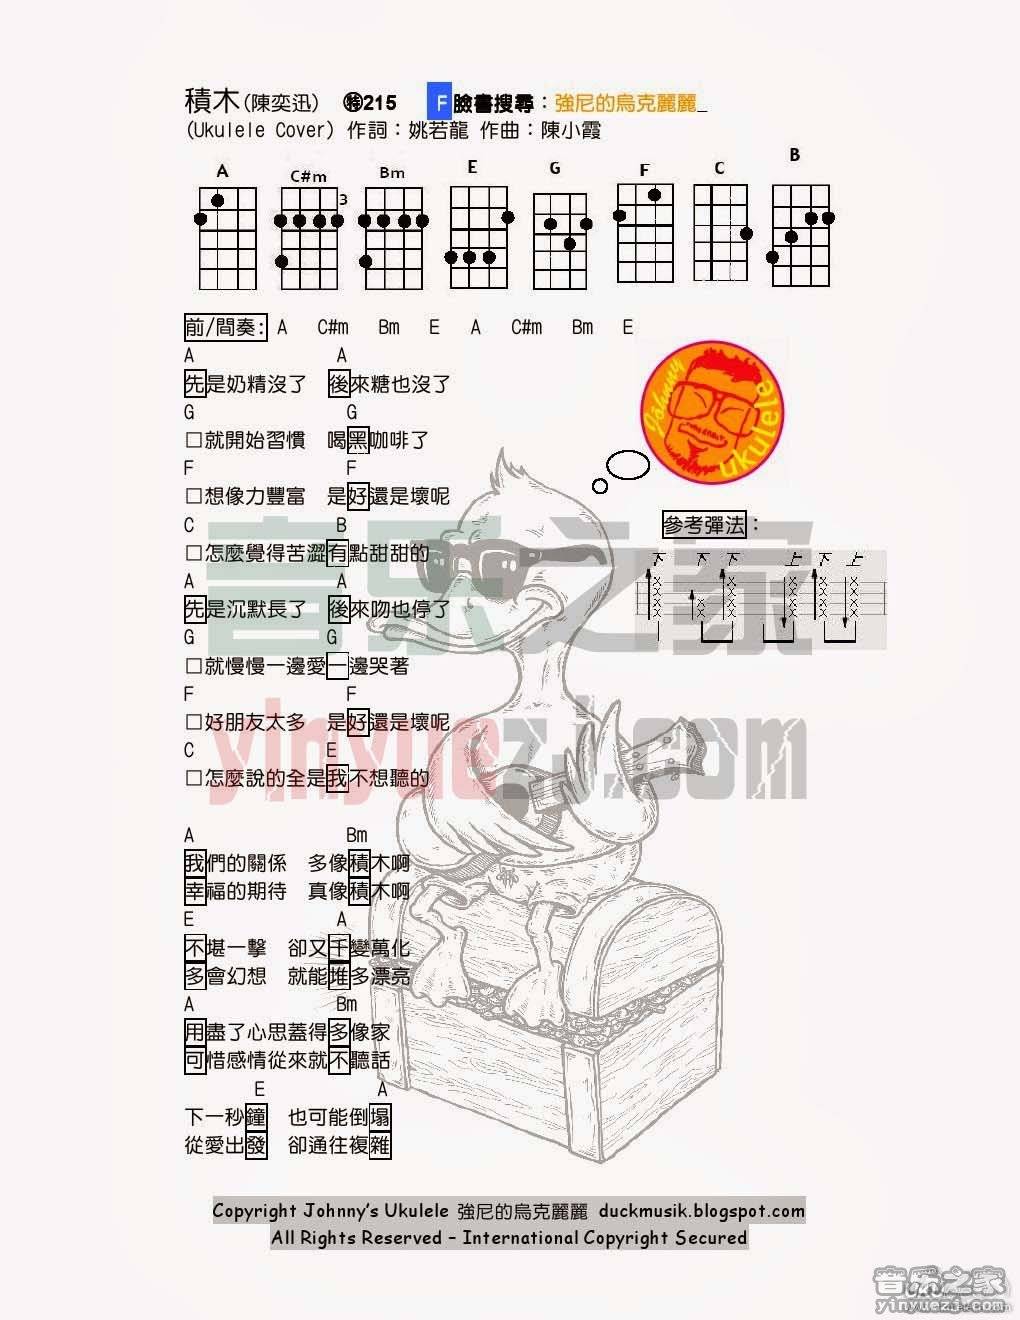 積木(陳奕迅) ㊕215 F 臉書搜尋：強尼的烏克麗麗_
(Ukulele Cover) 作詞：姚若龍 作曲：陳小霞
A C#m Bm E G F C B
3
前/間奏: A C#m Bm E A C#m Bm E
A A
先是奶精沒了 後來糖也沒了
G G
□就開始習慣 喝黑咖啡了
F F
□想像力豐富 是好還是壞呢
C B
□怎麼覺得苦澀有點甜甜的
A A
先是沉默長了 後來吻也停了
G G
□就慢慢一邊愛一邊哭著
F F
□好朋友太多 是好還是壞呢
C E
□怎麼說的全是我不想聽的
A Bm
我們的關係 多像積木啊
幸福的期待 真像積木啊
E A
不堪一擊 卻又千變萬化
多會幻想 就能堆多漂亮
A Bm
用盡了心思蓋得多像家
可惜感情從來就不聽話
E A
下一秒鐘 也可能倒塌
從愛出發 卻通往複雜
Johnny
ukulele
參考彈法：
下 下 下 上 下 上
音乐之家
yinyuezj.com
Copyright Johnny's Ukulele 強尼的烏克麗麗 duckmusik.blogspot.com
All Rights Reserved – International Copyright Secured
音乐之家
yinyuezj.com